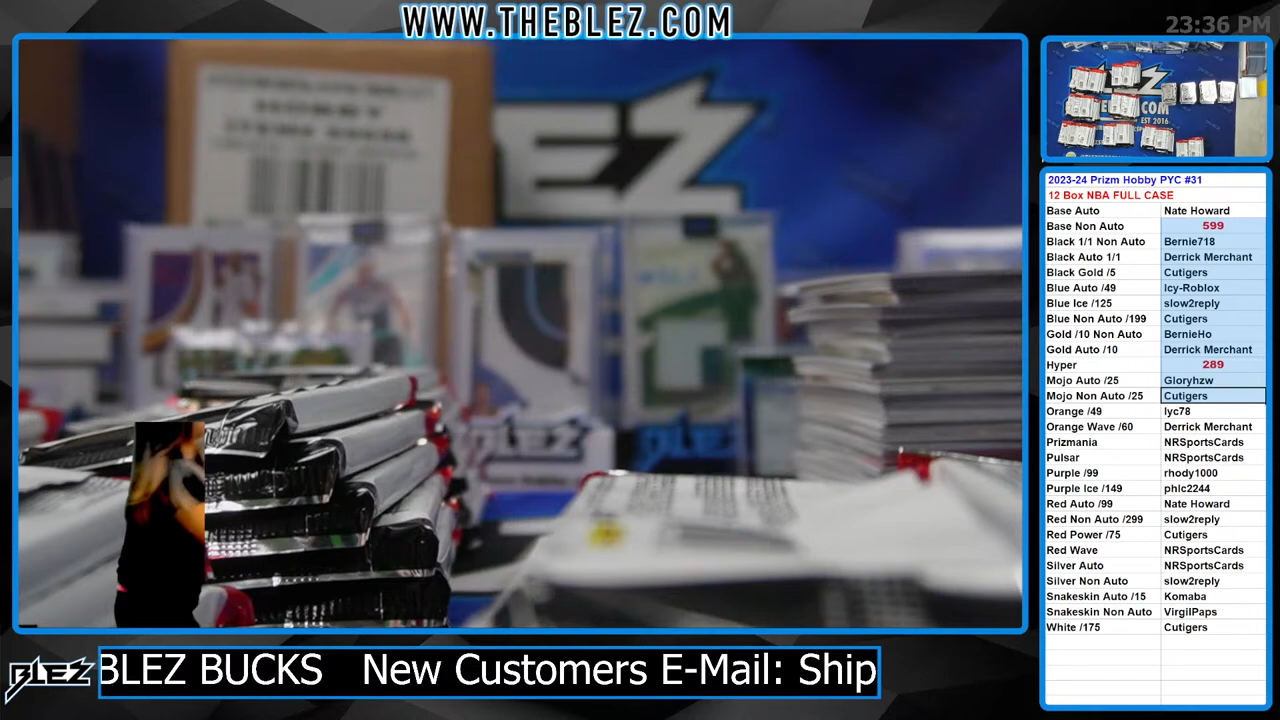 WWW.THEBLEZ.COM
23:36 PM
EZ
.COM
EST 2016
2023-24 Prizm Hobby PYC #31
12 Box NBA FULL CASE
Base Auto Nate Howard
Base Non Auto 599
Black 1/1 Non Auto Bernie718
Black Auto 1/1 Derrick Merchant
Black Gold /5 Cutigers
Blue Auto /49 Icy-Roblox
Blue Ice /125 slow2reply
Blue Non Auto /199 Cutigers
Gold /10 Non Auto BernieHo
Gold Auto /10 Derrick Merchant
Hyper 289
Mojo Auto /25 Gloryhzw
Mojo Non Auto /25 Cutigers
Orange /49 lyc78
Orange Wave /60 Derrick Merchant
Prizmania NRSportsCards
Pulsar NRSportsCards
Purple /99 rhody1000
Purple Ice /149 phlc2244
Red Auto /99 Nate Howard
Red Non Auto /299 slow2reply
Red Power /75 Cutigers
Red Wave NRSportsCards
Silver Auto NRSportsCards
Silver Non Auto slow2reply
Snakeskin Auto /15 Komaba
Snakeskin Non Auto VirgilPaps
White /175 Cutigers
BLEZ
BLEZ BUCKS New Customers E-Mail: Ship